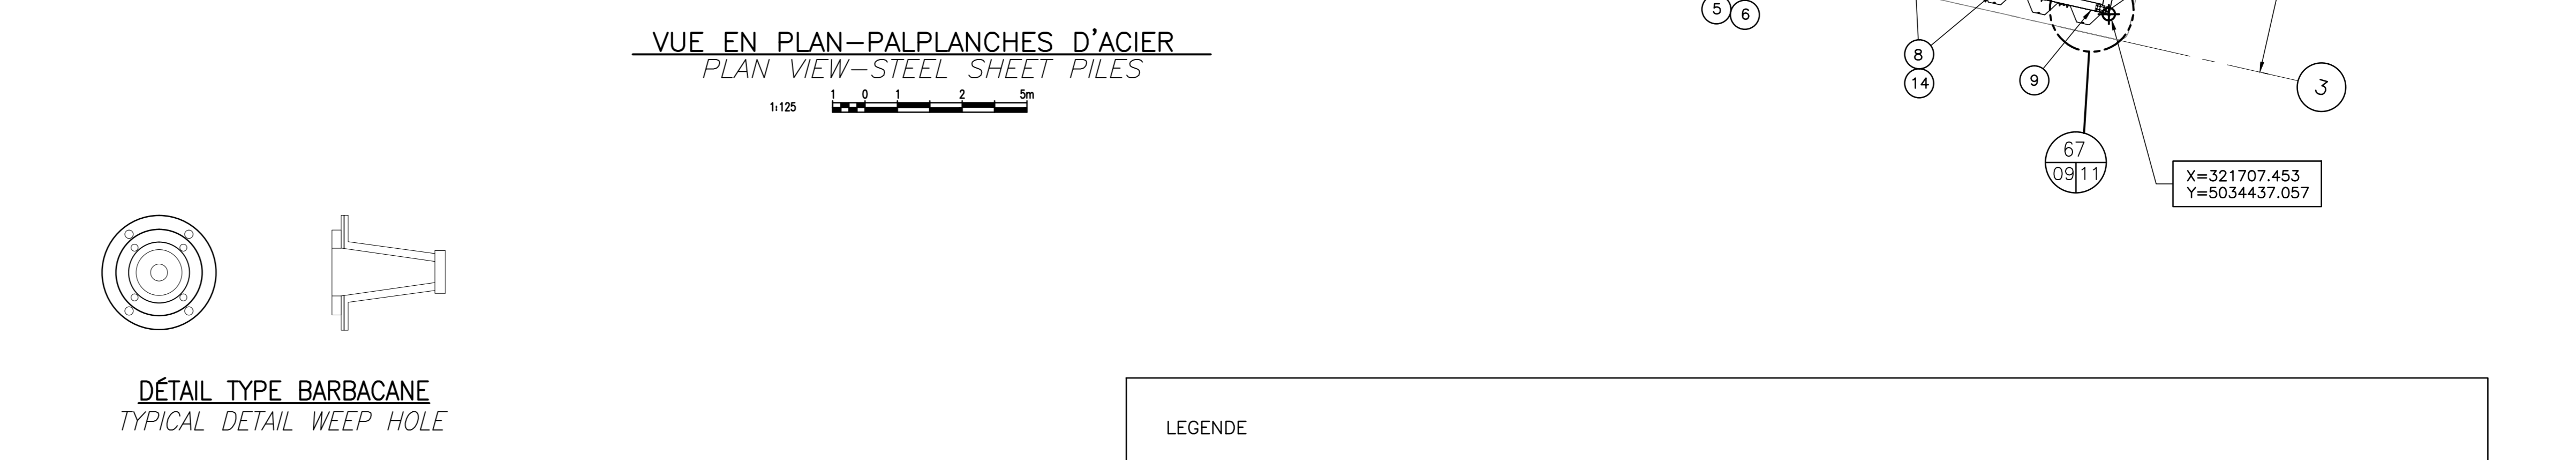 VUE EN PLAN-PALPLANCHES D'ACIER
PLAN VIEW-STEEL SHEET PILES
1:125
1 0 1 2 5m
5
6
8
14
9
3
67
09 11
X=321707.453
Y=5034437.057
DÉTAIL TYPE BARBACANE
TYPICAL DETAIL WEEP HOLE
LEGENDE